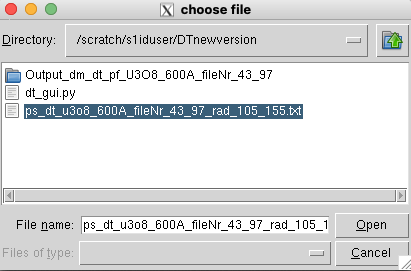 choose file
Directory: /scratch/s1iduser/DTnewversion
Output_dm_dt_pf_U3O8_600A_fileNr_43_97
dt_gui.py
ps_dt_u3o8_600A_fileNr_43_97_rad_105_155.txt
File name: ps_dt_u3o8_600A_fileNr_43_97_rad_105_1 Open
Files of type: Cancel